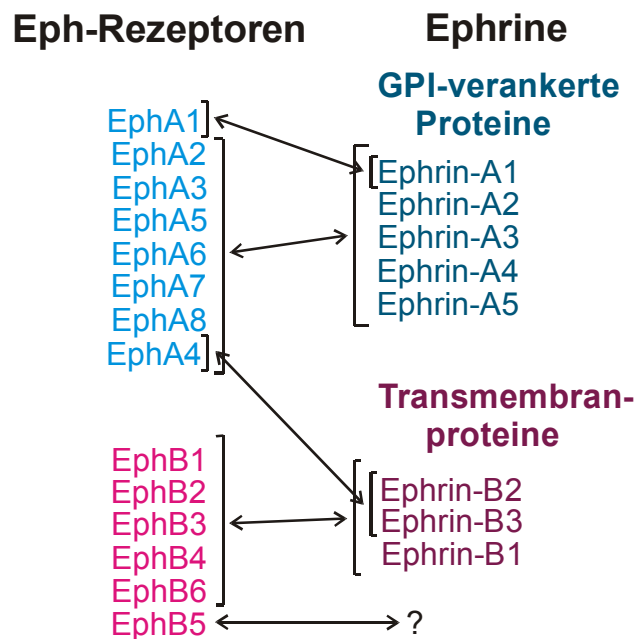 Eph-Rezeptoren
EphA1
EphA2
EphA3
EphA5
EphA6
EphA7
EphA8
EphA4
EphB1
EphB2
EphB3
EphB4
EphB6
EphB5
Ephrine
GPI-verankerte
Proteine
Ephrin-A1
Ephrin-A2
Ephrin-A3
Ephrin-A4
Ephrin-A5
Transmembran-
proteine
Ephrin-B2
Ephrin-B3
Ephrin-B1
?